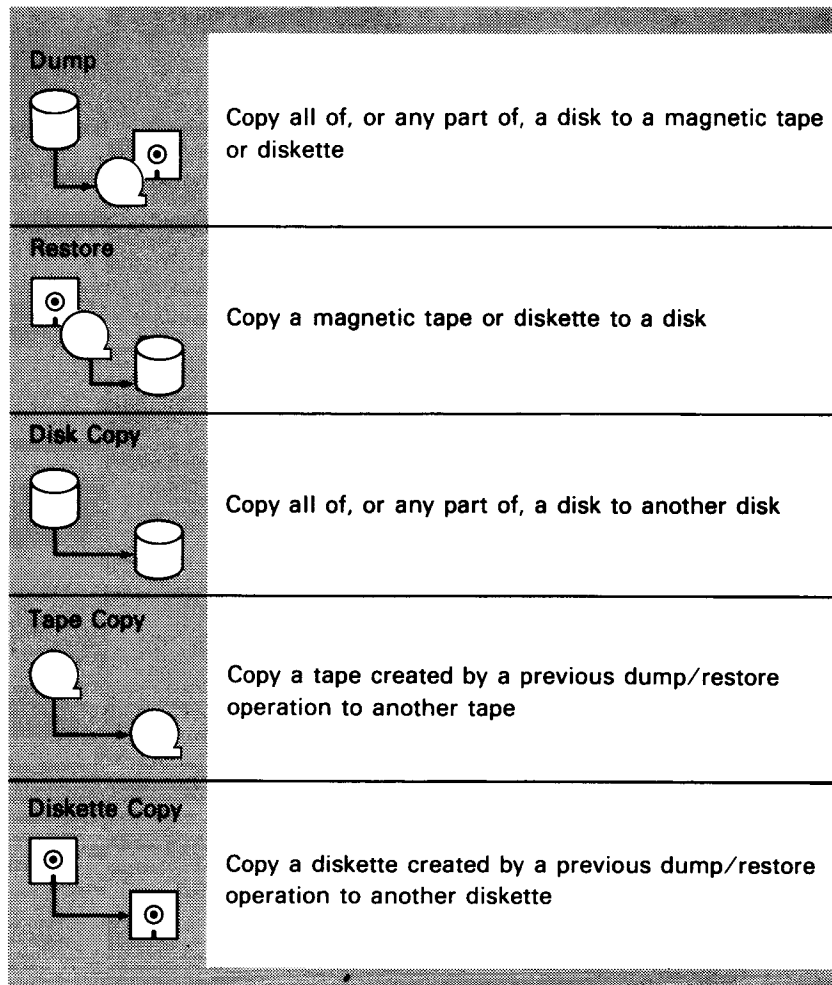 Dump
Copy all of, or any part of, a disk to a magnetic tape
or diskette
Restore
Copy a magnetic tape or diskette to a disk
Disk Copy
Copy all of, or any part of, a disk to another disk
Tape Copy
Copy a tape created by a previous dump/restore
operation to another tape
Diskette Copy
Copy a diskette created by a previous dump/restore
operation to another diskette